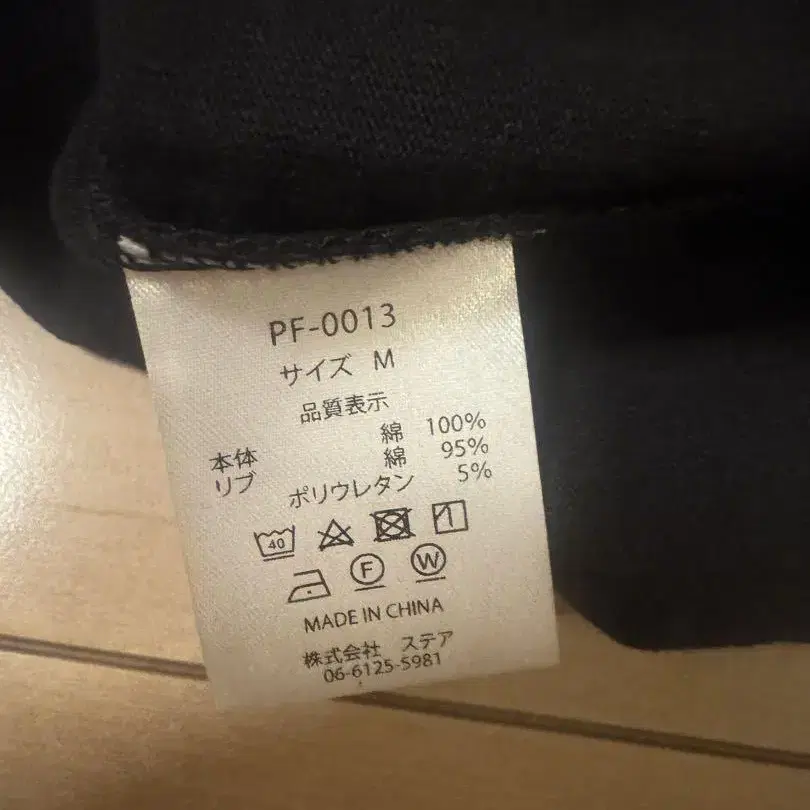 PF-0013
サイズ M
品質表示
本体 綿 100%
リブ 綿 95%
ポリウレタン 5%
40
F W
MADE IN CHINA
株式会社 ステア
06-6125-5981